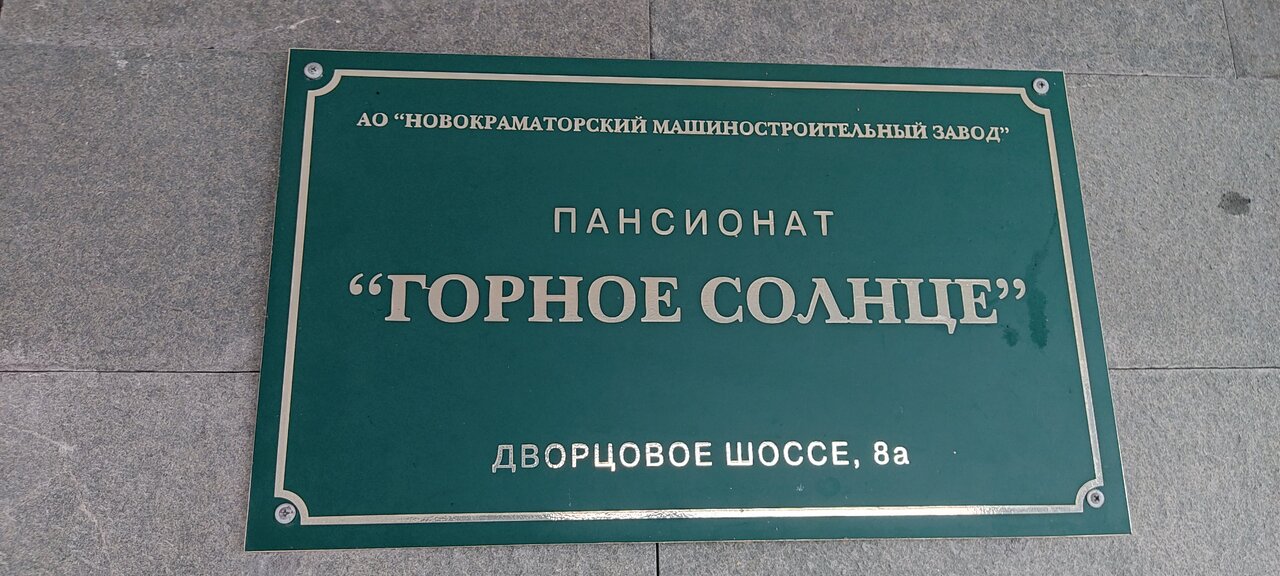 АО “НОВОКРАМАТОРСКИЙ МАШИНОСТРОИТЕЛЬНЫЙ ЗАВОД”
ПАНСИОНАТ
“ГОРНОЕ СОЛНЦЕ”
ДВОРЦОВОЕ ШОССЕ, 8а